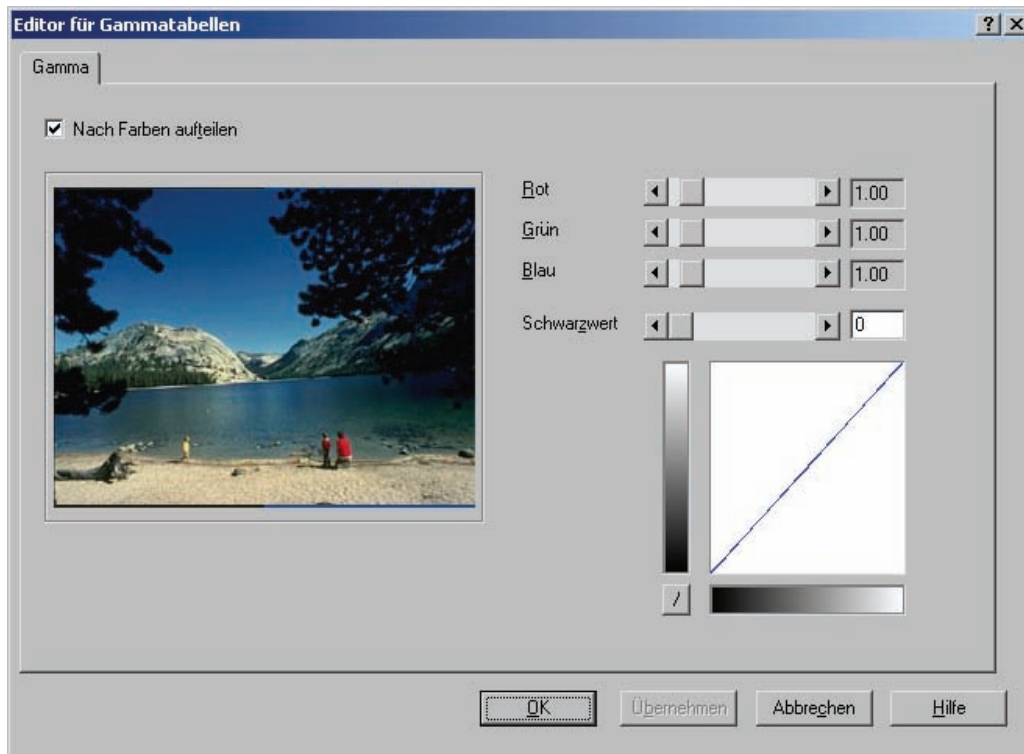 Editor für Gammatabellen
Gamma
Nach Farben aufteilen
Rot 1.00
Grün 1.00
Blau 1.00
Schwarzwert 0
OK Übernehmen Abbrechen Hilfe